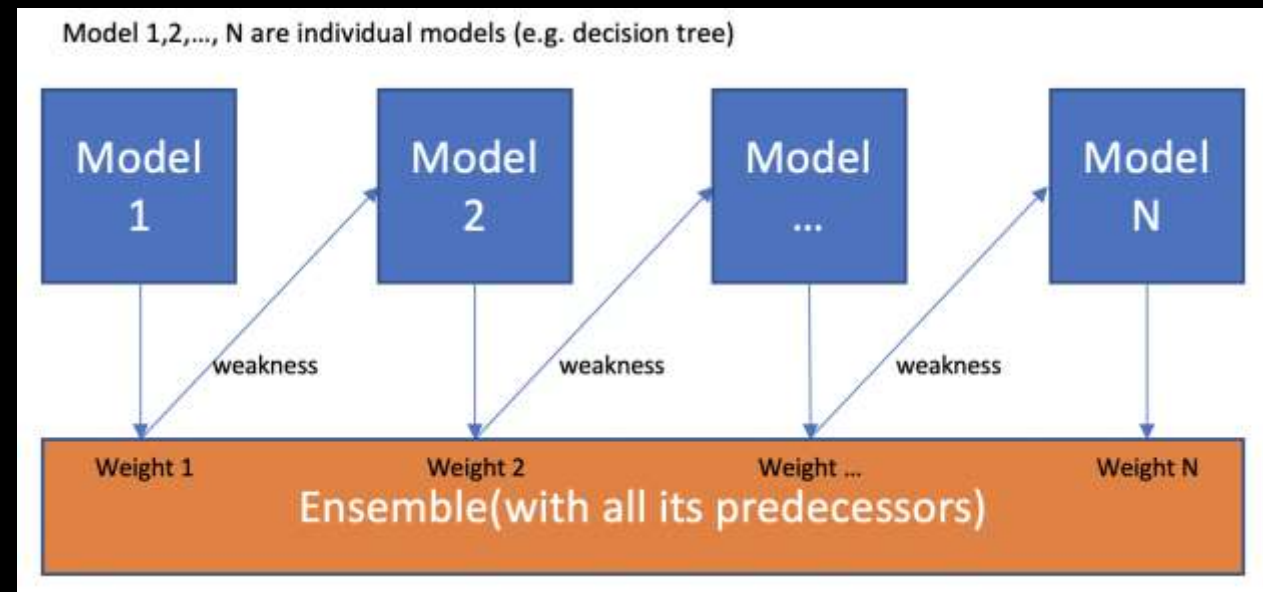 Model 1,2,..., N are individual models (e.g. decision tree)
Model
1
Model
2
Model
...
Model
N
weakness
weakness
weakness
Weight 1
Weight 2
Weight ...
Weight N
Ensemble(with all its predecessors)